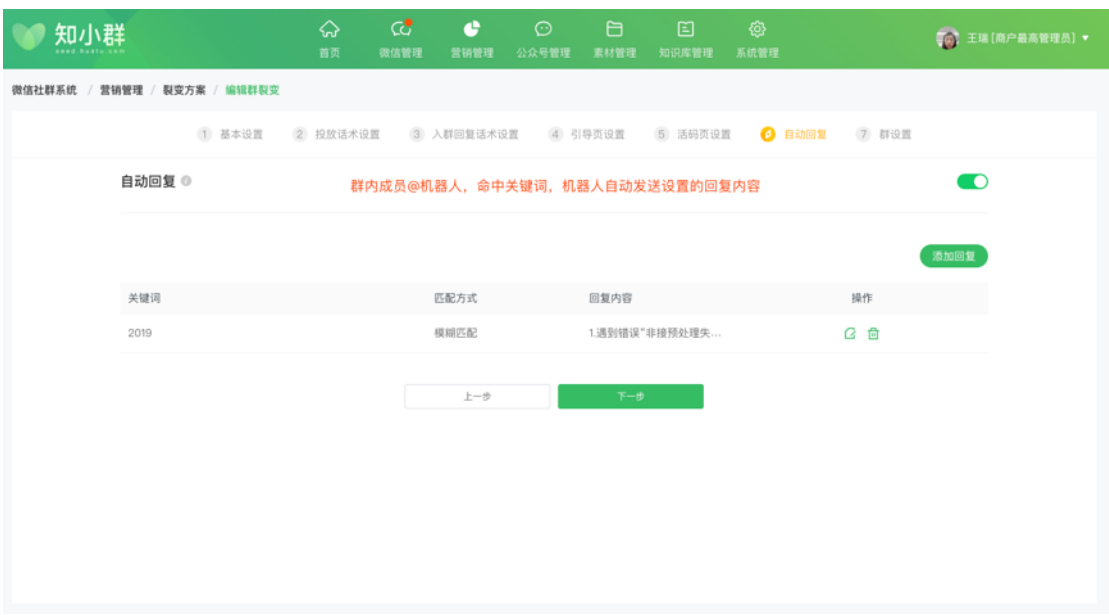 知小群
首页 微信管理 营销管理 公众号管理 素材管理 知识库管理 系统管理
王瑞 [商户最高管理员]
微信社群系统 / 营销管理 / 裂变方案 / 编辑群裂变
1 基本设置 2 投放话术设置 3 入群回复话术设置 4 引导页设置 5 活码页设置 自动回复 7 群设置
自动回复
群内成员@机器人，命中关键词，机器人自动发送设置的回复内容
添加回复
关键词 匹配方式 回复内容 操作
2019 模糊匹配 1.遇到错误"非接预处理失...
上一步 下一步